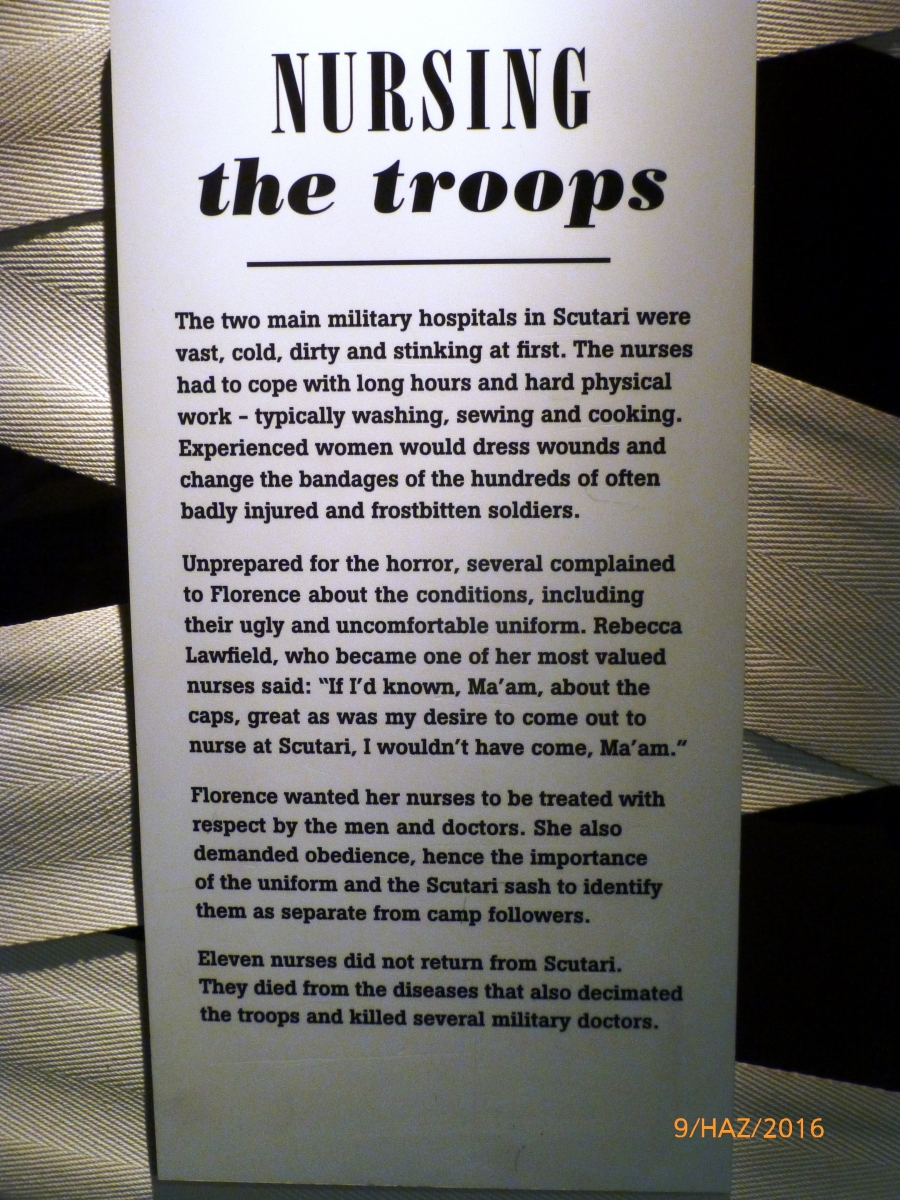 NURSING
the troops
The two main military hospitals in Scutari were
vast, cold, dirty and stinking at first. The nurses
had to cope with long hours and hard physical
work – typically washing, sewing and cooking.
Experienced women would dress wounds and
change the bandages of the hundreds of often
badly injured and frostbitten soldiers.
Unprepared for the horror, several complained
to Florence about the conditions, including
their ugly and uncomfortable uniform. Rebecca
Lawfield, who became one of her most valued
nurses said: “If I’d known, Ma’am, about the
caps, great as was my desire to come out to
nurse at Scutari, I wouldn’t have come, Ma’am.”
Florence wanted her nurses to be treated with
respect by the men and doctors. She also
demanded obedience, hence the importance
of the uniform and the Scutari sash to identify
them as separate from camp followers.
Eleven nurses did not return from Scutari.
They died from the diseases that also decimated
the troops and killed several military doctors.
9/HAZ/2016